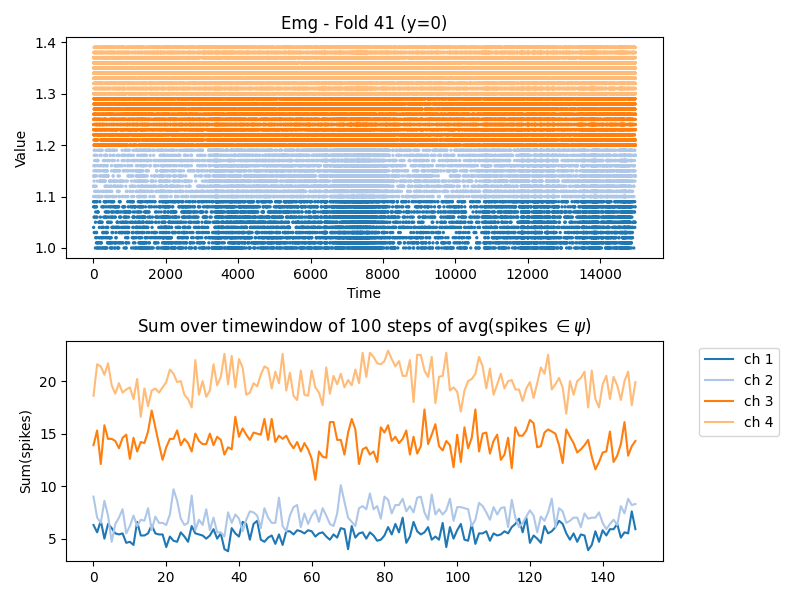 Emg - Fold 41 (y=0)
1.4
1.3
1.2
1.1
1.0
Value
0 2000 4000 6000 8000 10000 12000 14000
Time
Sum over timewindow of 100 steps of avg(spikes ∈ ψ)
20
15
10
5
Sum(spikes)
0 20 40 60 80 100 120 140
ch 1
ch 2
ch 3
ch 4